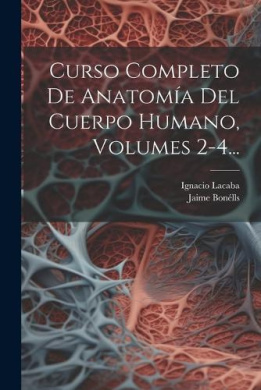 Curso Completo
De Anatomía Del
Cuerpo Humano,
Volumes 2-4...
Ignacio Lacaba
Jaime Bonélls